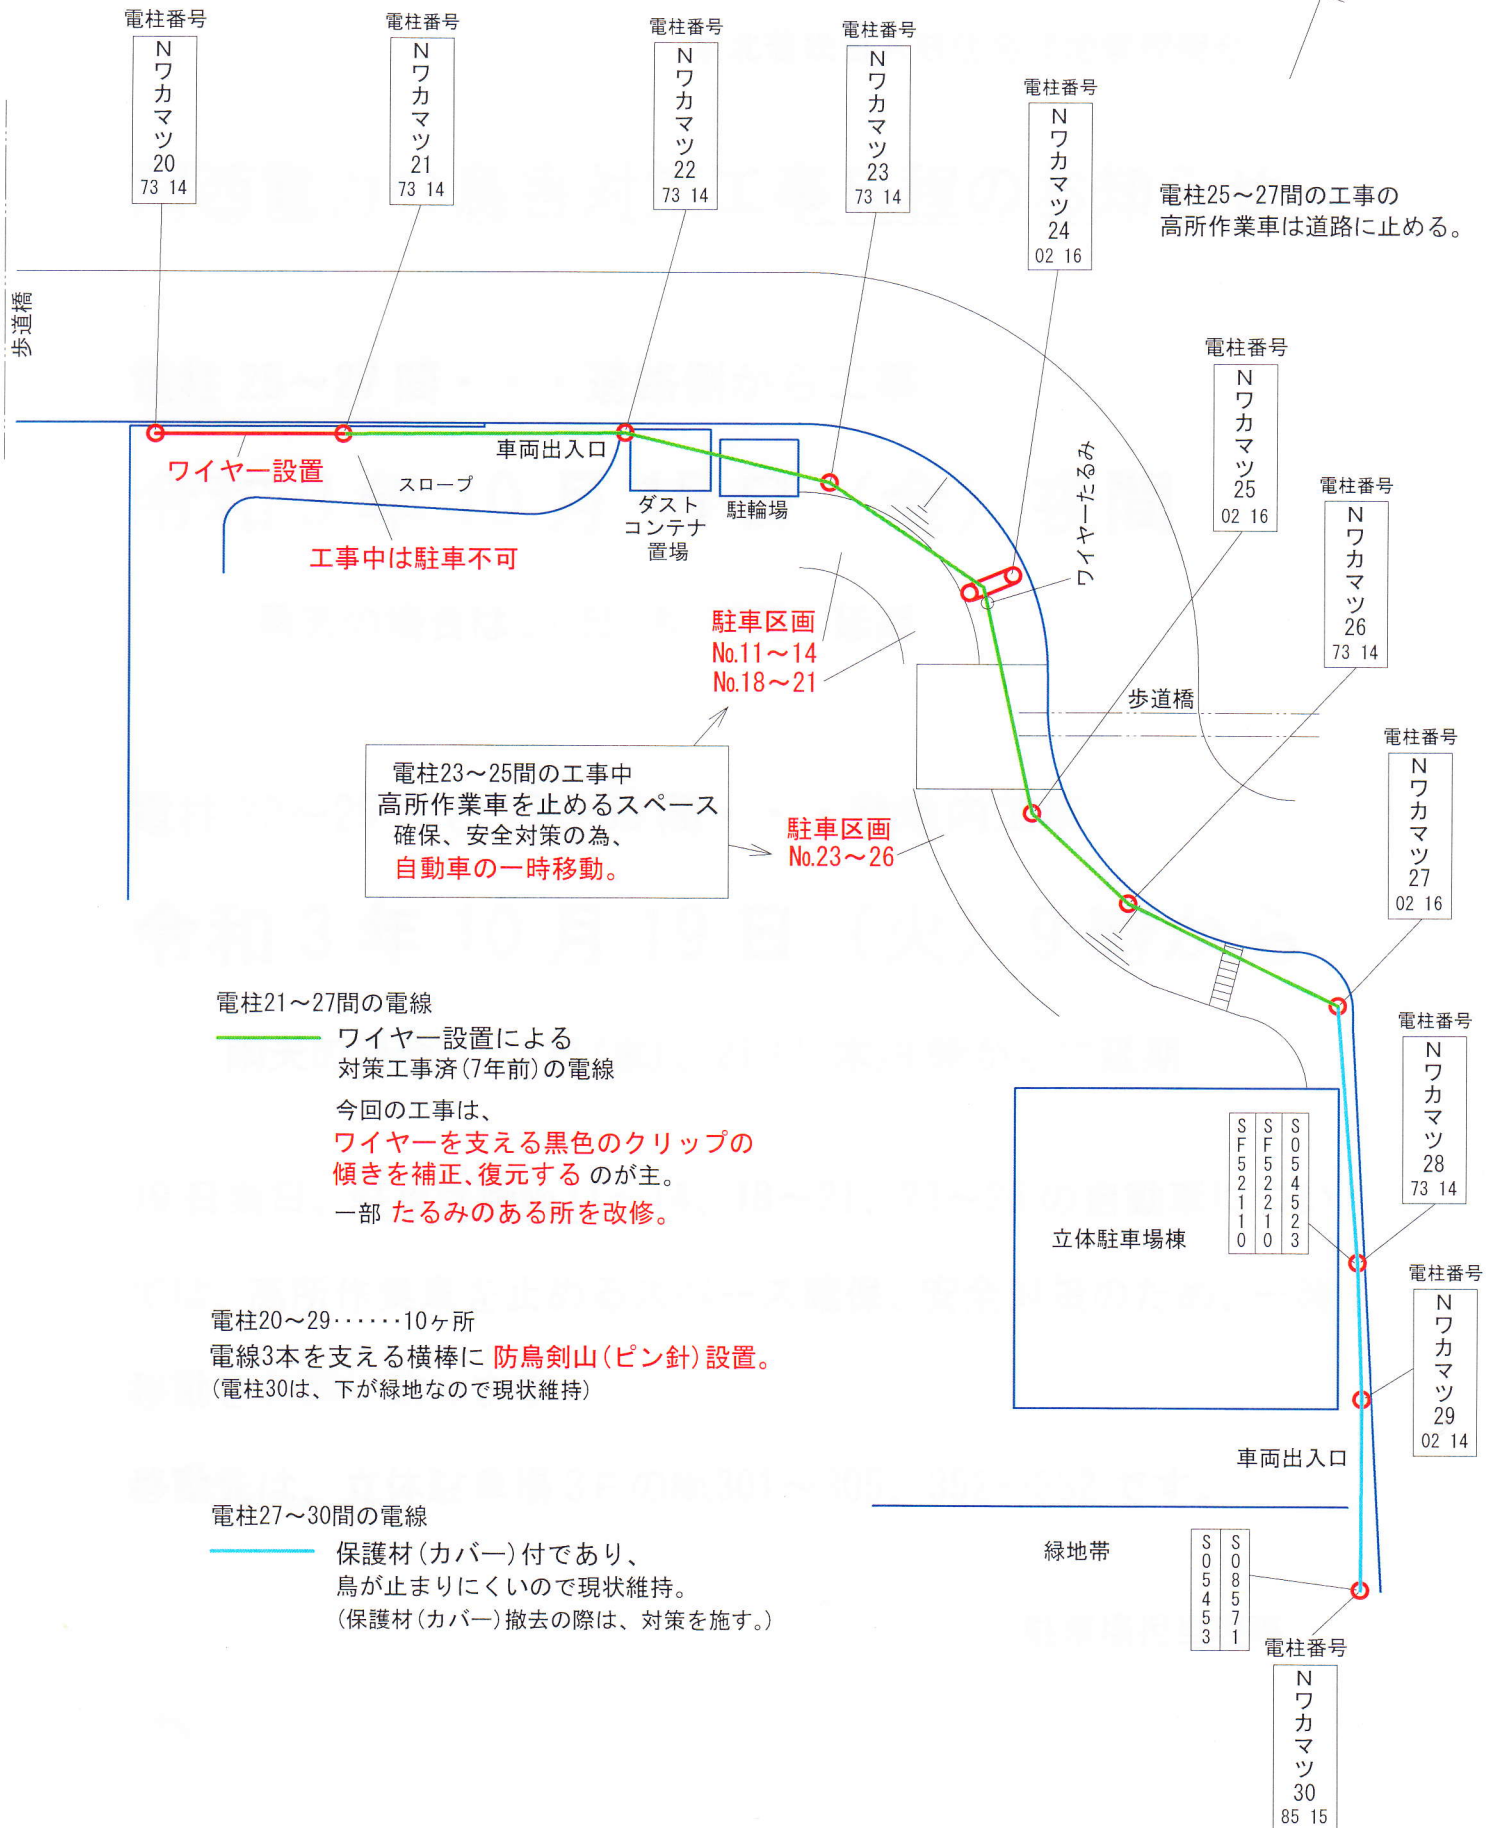 電柱番号
Nワカマツ
20
73 14
電柱番号
Nワカマツ
21
73 14
電柱番号
Nワカマツ
22
73 14
電柱番号
Nワカマツ
23
73 14
電柱番号
Nワカマツ
24
02 16
電柱25～27間の工事の
高所作業車は道路に止める。
歩道橋
電柱番号
Nワカマツ
25
02 16
電柱番号
Nワカマツ
26
73 14
ワイヤー設置
スロープ
車両出入口
ダスト
コンテナ
置場
駐輪場
ワイヤーたるみ
工事中は駐車不可
駐車区画
No.11～14
No.18～21
歩道橋
電柱番号
Nワカマツ
27
02 16
電柱23～25間の工事中
高所作業車を止めるスペース
確保、安全対策の為、
自動車の一時移動。
駐車区画
No.23～26
電柱21～27間の電線
ワイヤー設置による
対策工事済(7年前)の電線
今回の工事は、
ワイヤーを支える黒色のクリップの
傾きを補正、復元する のが主。
一部 たるみのある所を改修。
電柱番号
Nワカマツ
28
73 14
SF52110
SF52210
S054523
立体駐車場棟
電柱番号
Nワカマツ
29
02 14
電柱20～29……10ヶ所
電線3本を支える横棒に 防鳥剣山(ピン針)設置。
(電柱30は、下が緑地なので現状維持)
車両出入口
電柱27～30間の電線
保護材(カバー)付であり、
鳥が止まりにくいので現状維持。
(保護材(カバー)撤去の際は、対策を施す。)
緑地帯
S05453
S08571
電柱番号
Nワカマツ
30
85 15